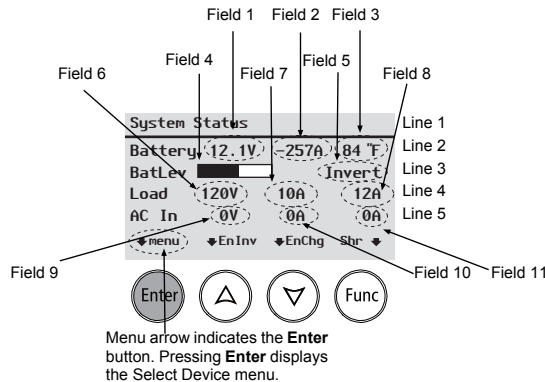 Field 1
Field 2
Field 3
Field 4
Field 5
Field 6
Field 7
Field 8
System Status
Line 1
Battery 12.1V -257A 84 °F
Line 2
BatLev Invert
Line 3
Load 120V 10A 12A
Line 4
AC In 0V 0A 0A
Line 5
menu EnInv EnChg Shr
Field 9
Field 10
Field 11
Enter
Func
Menu arrow indicates the Enter
button. Pressing Enter displays
the Select Device menu.